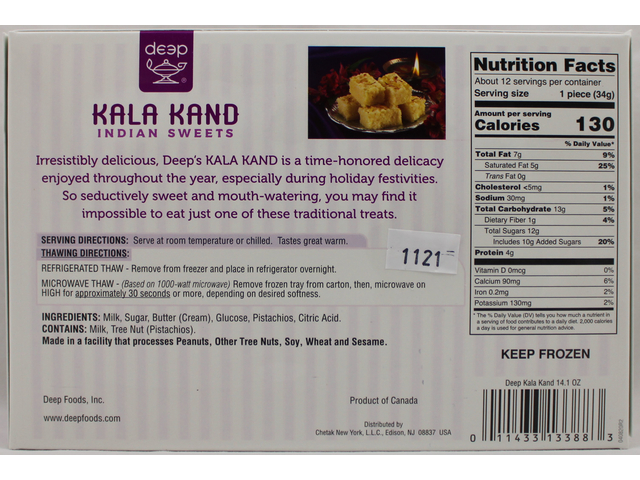 deep
KALA KAND
INDIAN SWEETS
Irresistibly delicious, Deep's KALA KAND is a time-honored delicacy
enjoyed throughout the year, especially during holiday festivities.
So seductively sweet and mouth-watering, you may find it
impossible to eat just one of these traditional treats.
SERVING DIRECTIONS: Serve at room temperature or chilled. Tastes great warm.
THAWING DIRECTIONS:
REFRIGERATED THAW - Remove from freezer and place in refrigerator overnight.
MICROWAVE THAW - (Based on 1000-watt microwave) Remove frozen tray from carton, then, microwave on
HIGH for approximately 30 seconds or more, depending on desired softness.
1121
INGREDIENTS: Milk, Sugar, Butter (Cream), Glucose, Pistachios, Citric Acid.
CONTAINS: Milk, Tree Nut (Pistachios).
Made in a facility that processes Peanuts, Other Tree Nuts, Soy, Wheat and Sesame.
Deep Foods, Inc.
www.deepfoods.com
Product of Canada
Distributed by
Chetak New York, L.L.C., Edison, NJ 08837 USA
Nutrition Facts
About 12 servings per container
Serving size 1 piece (34g)
Amount per serving
Calories 130
% Daily Value*
Total Fat 7g 9%
Saturated Fat 5g 25%
Trans Fat 0g
Cholesterol <5mg 1%
Sodium 30mg 1%
Total Carbohydrate 13g 5%
Dietary Fiber 1g 4%
Total Sugars 12g
Includes 10g Added Sugars 20%
Protein 4g
Vitamin D 0mcg 0%
Calcium 90mg 6%
Iron 0.2mg 2%
Potassium 130mg 2%
* The % Daily Value (DV) tells you how much a nutrient in
a serving of food contributes to a daily diet. 2,000 calories
a day is used for general nutrition advice.
KEEP FROZEN
Deep Kala Kand 14.1 OZ
0 11433 13388 3